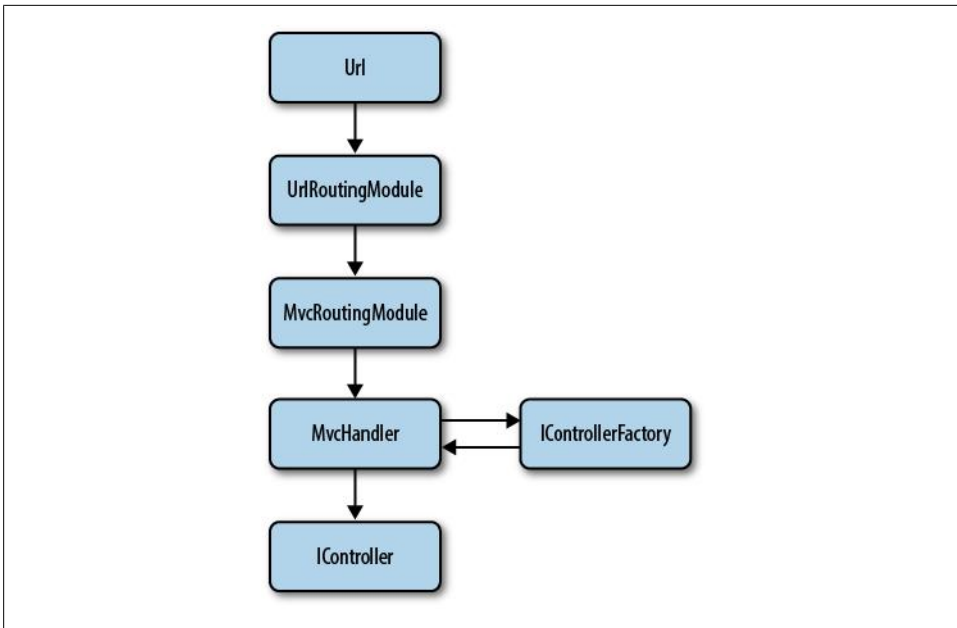 Url
UrlRoutingModule
MvcRoutingModule
MvcHandler
IControllerFactory
IController